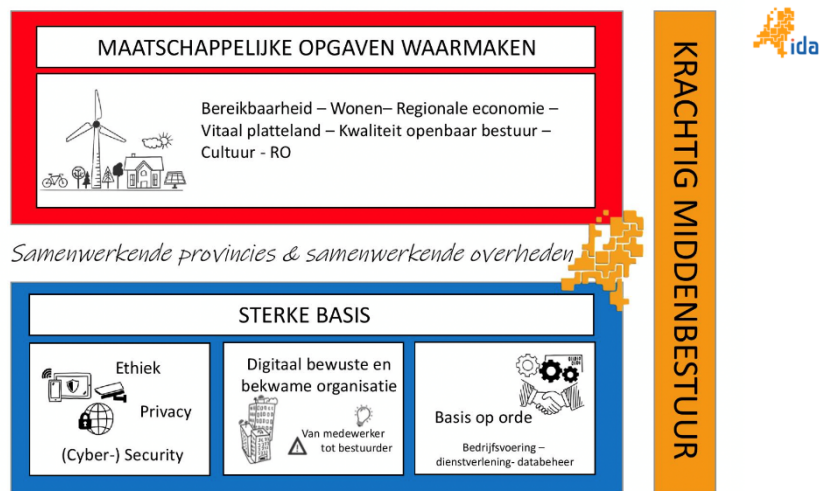 MAATSCHAPPELIJKE OPGAVEN WAARMAKEN
Bereikbaarheid – Wonen– Regionale economie –
Vitaal platteland – Kwaliteit openbaar bestuur –
Cultuur - RO
Samenwerkende provincies & samenwerkende overheden
STERKE BASIS
Ethiek
Privacy
(Cyber-) Security
Digitaal bewuste en
bekwame organisatie
Van medewerker
tot bestuurder
Basis op orde
Bedrijfsvoering –
dienstverlening- databeheer
KRACHTIG MIDDENBESTUUR
ida